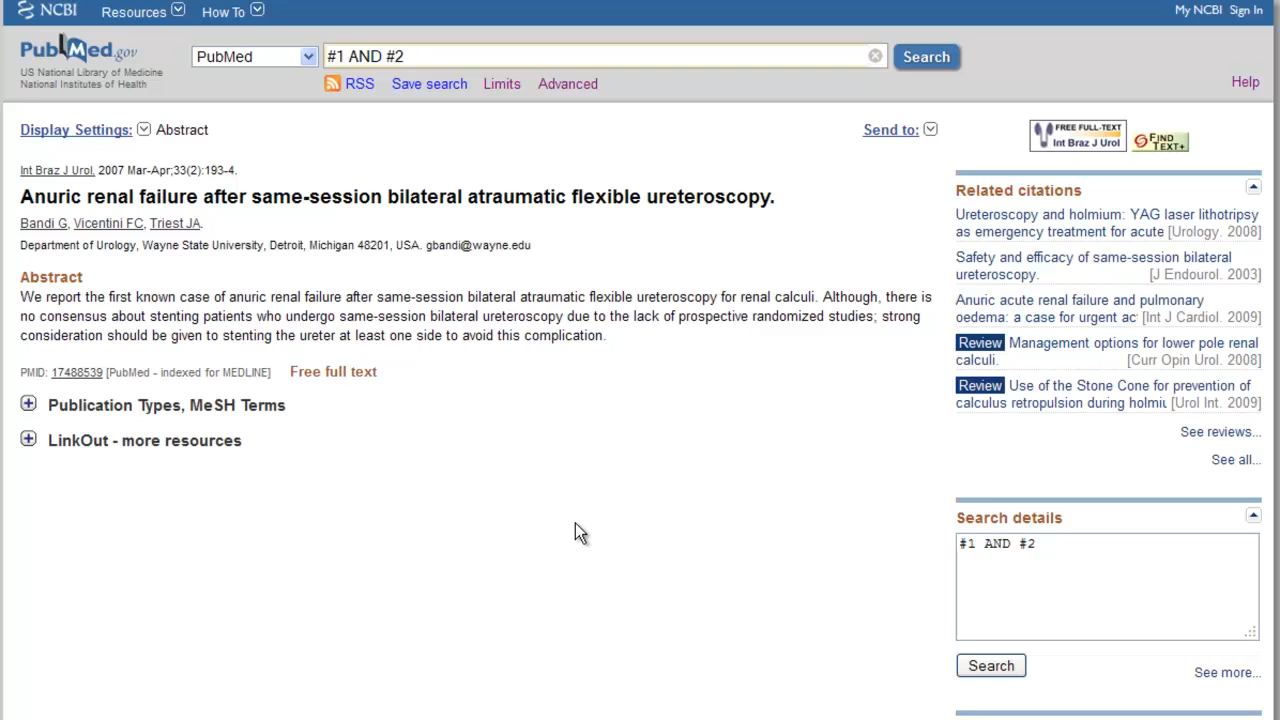 NCBI Resources How To My NCBI Sign In
PubMed.gov
US National Library of Medicine
National Institutes of Health
PubMed #1 AND #2 Search
RSS Save search Limits Advanced Help
Display Settings: Abstract Send to:
FREE FULL-TEXT
Int Braz J Urol
FIND
TEXT+
Int Braz J Urol. 2007 Mar-Apr;33(2):193-4.
Anuric renal failure after same-session bilateral atraumatic flexible ureteroscopy.
Bandi G, Vicentini FC, Triest JA.
Department of Urology, Wayne State University, Detroit, Michigan 48201, USA. gbandi@wayne.edu
Abstract
We report the first known case of anuric renal failure after same-session bilateral atraumatic flexible ureteroscopy for renal calculi. Although, there is
no consensus about stenting patients who undergo same-session bilateral ureteroscopy due to the lack of prospective randomized studies; strong
consideration should be given to stenting the ureter at least one side to avoid this complication.
PMID: 17488539 [PubMed - indexed for MEDLINE] Free full text
Publication Types, MeSH Terms
LinkOut - more resources
Related citations
Ureteroscopy and holmium: YAG laser lithotripsy
as emergency treatment for acute [Urology. 2008]
Safety and efficacy of same-session bilateral
ureteroscopy. [J Endourol. 2003]
Anuric acute renal failure and pulmonary
oedema: a case for urgent ac [Int J Cardiol. 2009]
Review Management options for lower pole renal
calculi. [Curr Opin Urol. 2008]
Review Use of the Stone Cone for prevention of
calculus retropulsion during holmiu [Urol Int. 2009]
See reviews...
See all...
Search details
#1 AND #2
Search See more...